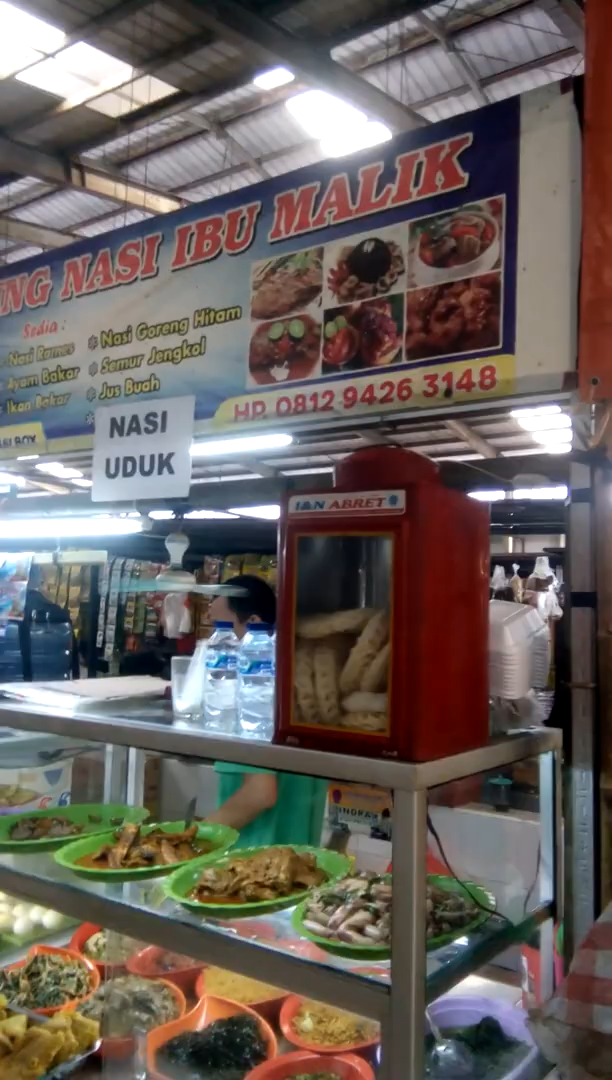 NG NASI IBU MALIK
Sedia :
Nasi Rames
Ayam Bakar
Ikan Bakar
* Nasi Goreng Hitam
* Semur Jengkol
* Jus Buah
*
HP. 0812 9426 3148
BOX
NASI
UDUK
ABRET